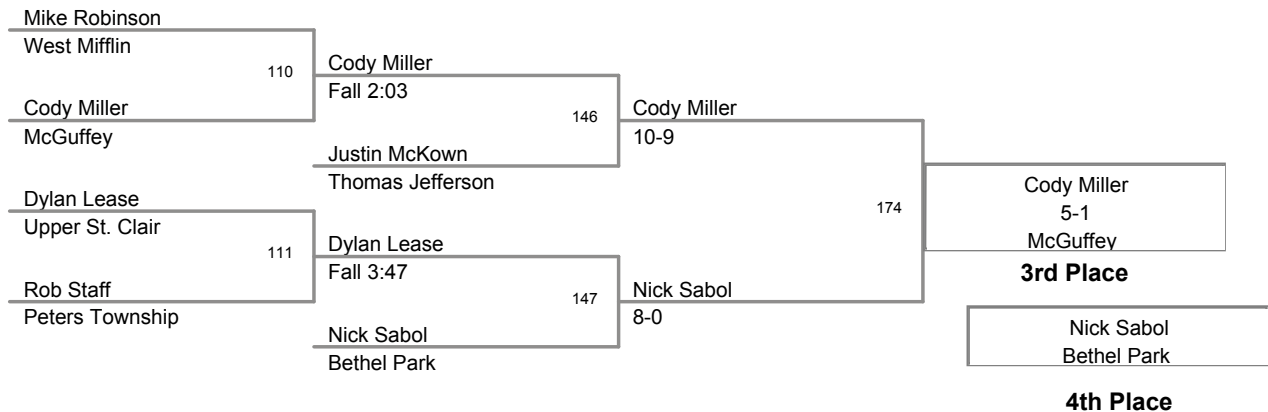 Mike Robinson
West Mifflin
110
Cody Miller
McGuffey
Dylan Lease
Upper St. Clair
111
Rob Staff
Peters Township
Cody Miller
Fall 2:03
146
Justin McKown
Thomas Jefferson
Dylan Lease
Fall 3:47
147
Nick Sabol
Bethel Park
Cody Miller
10-9
174
Nick Sabol
8-0
Cody Miller
5-1
McGuffey
3rd Place
Nick Sabol
Bethel Park
4th Place